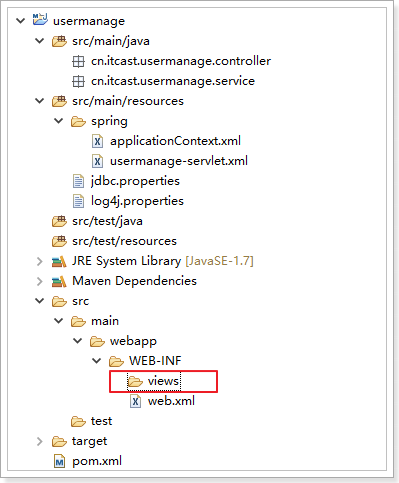 usermanage
src/main/java
cn.itcast.usermanage.controller
cn.itcast.usermanage.service
src/main/resources
spring
applicationContext.xml
usermanage-servlet.xml
jdbc.properties
log4j.properties
src/test/java
src/test/resources
JRE System Library [JavaSE-1.7]
Maven Dependencies
src
main
webapp
WEB-INF
views
web.xml
test
target
pom.xml